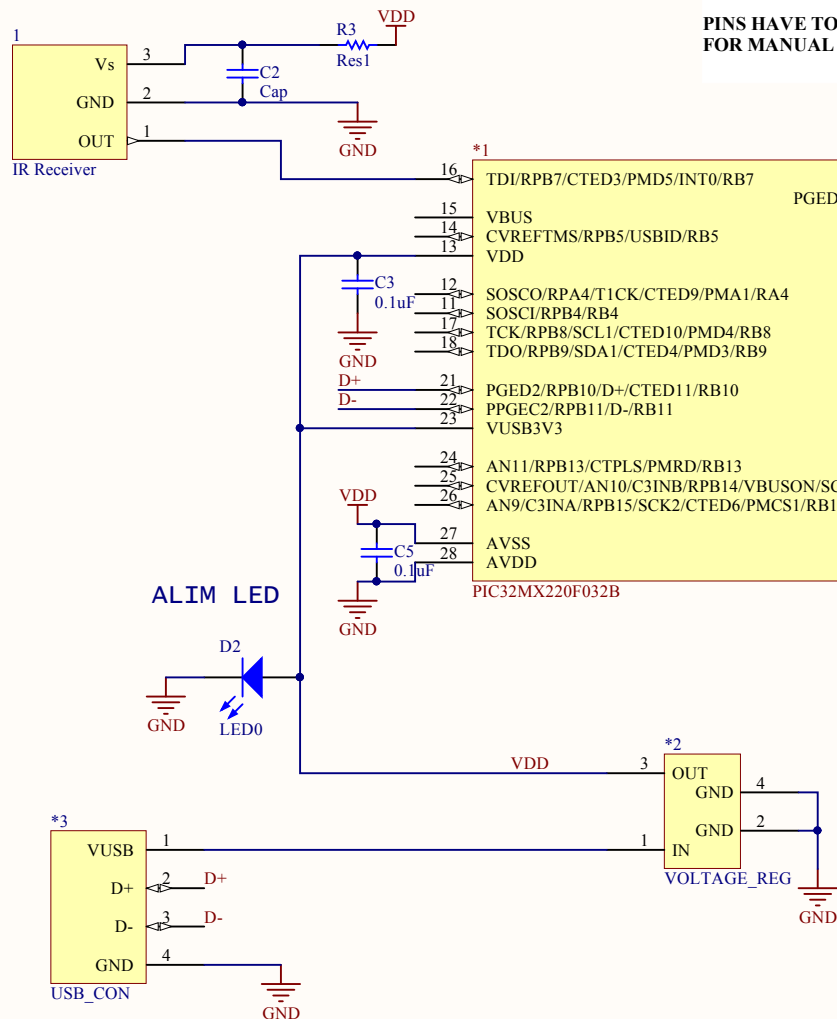 PINS HAVE TO
FOR MANUAL
1
Vs
3
GND
2
OUT
1
IR Receiver
C2
Cap
R3
Res1
VDD
GND
*1
16
TDI/RPB7/CTED3/PMD5/INT0/RB7
PGED
15
VBUS
14
CVREFTMS/RPB5/USBID/RB5
13
VDD
C3
0.1uF
GND
12
SOSCO/RPA4/T1CK/CTED9/PMA1/RA4
11
SOSCI/RPB4/RB4
17
TCK/RPB8/SCL1/CTED10/PMD4/RB8
18
TDO/RPB9/SDA1/CTED4/PMD3/RB9
D+
21
PGED2/RPB10/D+/CTED11/RB10
D-
22
PPGEC2/RPB11/D-/RB11
23
VUSB3V3
24
AN11/RPB13/CTPLS/PMRD/RB13
25
CVREFOUT/AN10/C3INB/RPB14/VBUSON/SC
26
AN9/C3INA/RPB15/SCK2/CTED6/PMCS1/RB1
VDD
27
AVSS
28
AVDD
C5
0.1uF
GND
PIC32MX220F032B
ALIM LED
D2
LED0
GND
*2
VDD
3
OUT
GND
4
GND
2
1
IN
VOLTAGE_REG
GND
*3
VUSB
1
D+
2
D+
D-
3
D-
GND
4
USB_CON
GND